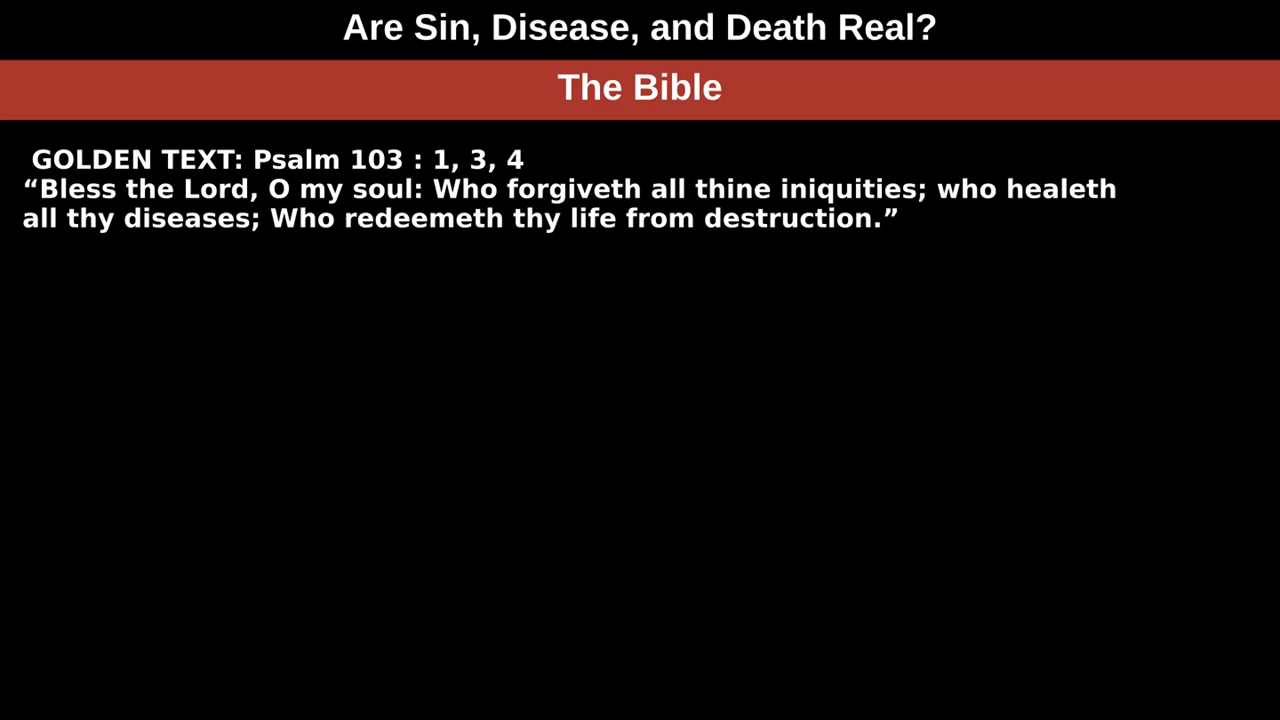 Are Sin, Disease, and Death Real?
The Bible
GOLDEN TEXT: Psalm 103 : 1, 3, 4
“Bless the Lord, O my soul: Who forgiveth all thine iniquities; who healeth
all thy diseases; Who redeemeth thy life from destruction.”